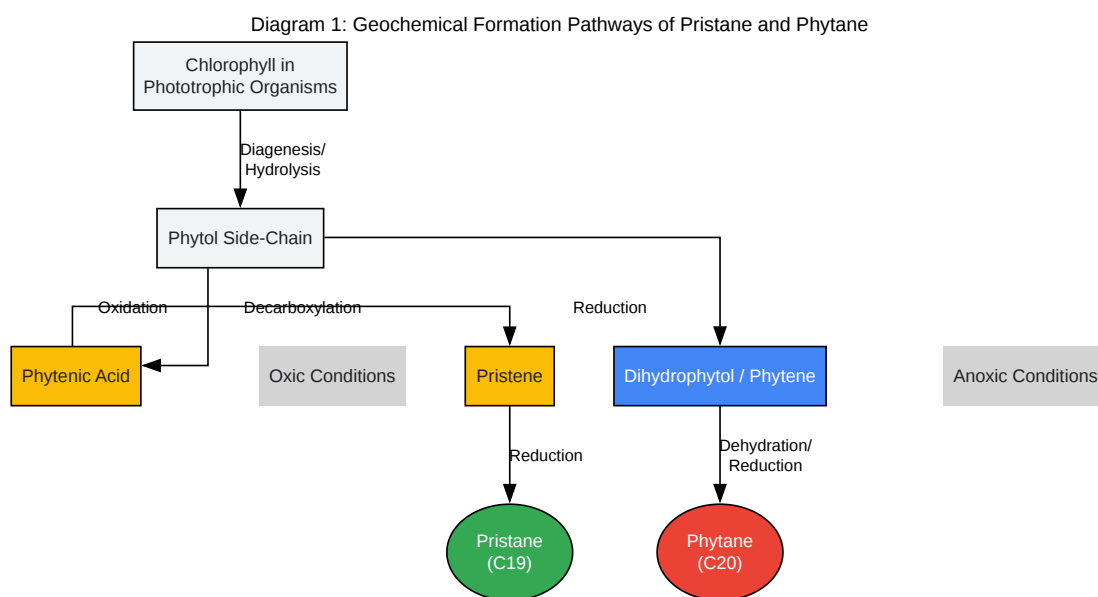 Diagram 1: Geochemical Formation Pathways of Pristane and Phytane
Chlorophyll in
Phototrophic Organisms
Diagenesis/
Hydrolysis
Phytol Side-Chain
Oxidation
Decarboxylation
Reduction
Phytenic Acid
Oxic Conditions
Pristene
Dihydrophytol / Phytene
Anoxic Conditions
Reduction
Dehydration/
Reduction
Pristane
(C19)
Phytane
(C20)